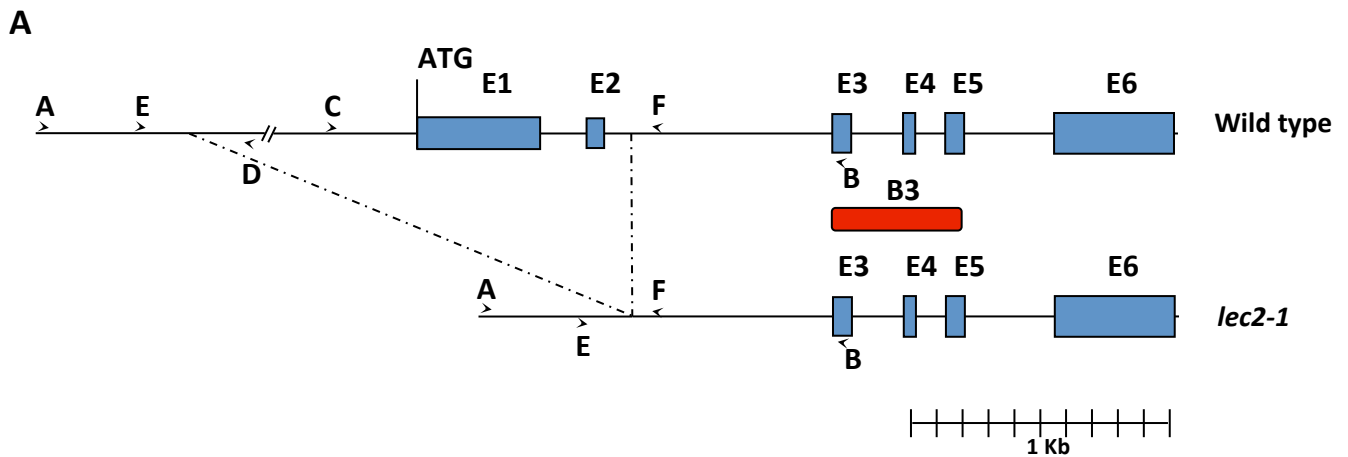 A
ATG
E1 E2 E3 E4 E5 E6
A E C F Wild type
D B
B3
E3 E4 E5 E6
A F lec2-1
E B
1 Kb